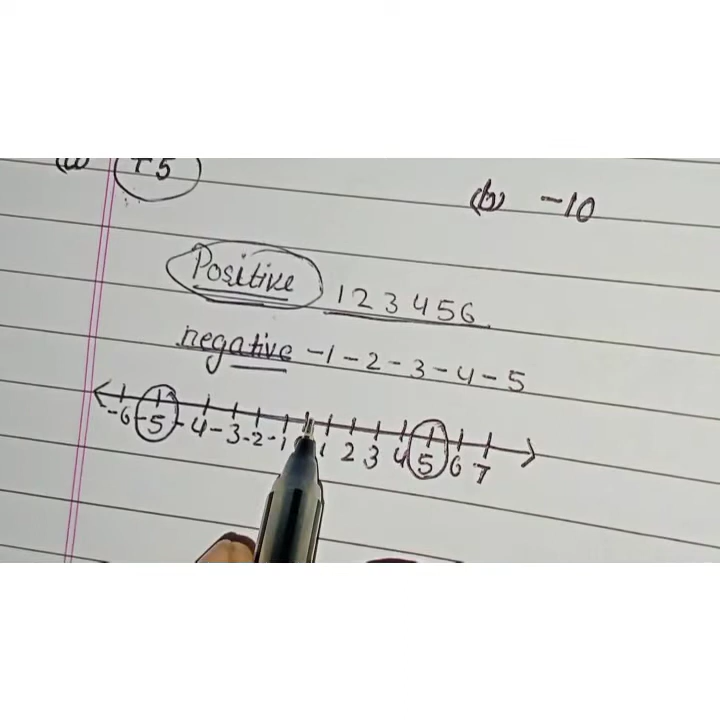 +5
(b) -10
Positive 1 2 3 4 5 6
negative -1 -2 -3 -4 -5
-6 -5 -4 -3 -2 -1 1 2 3 4 5 6 7